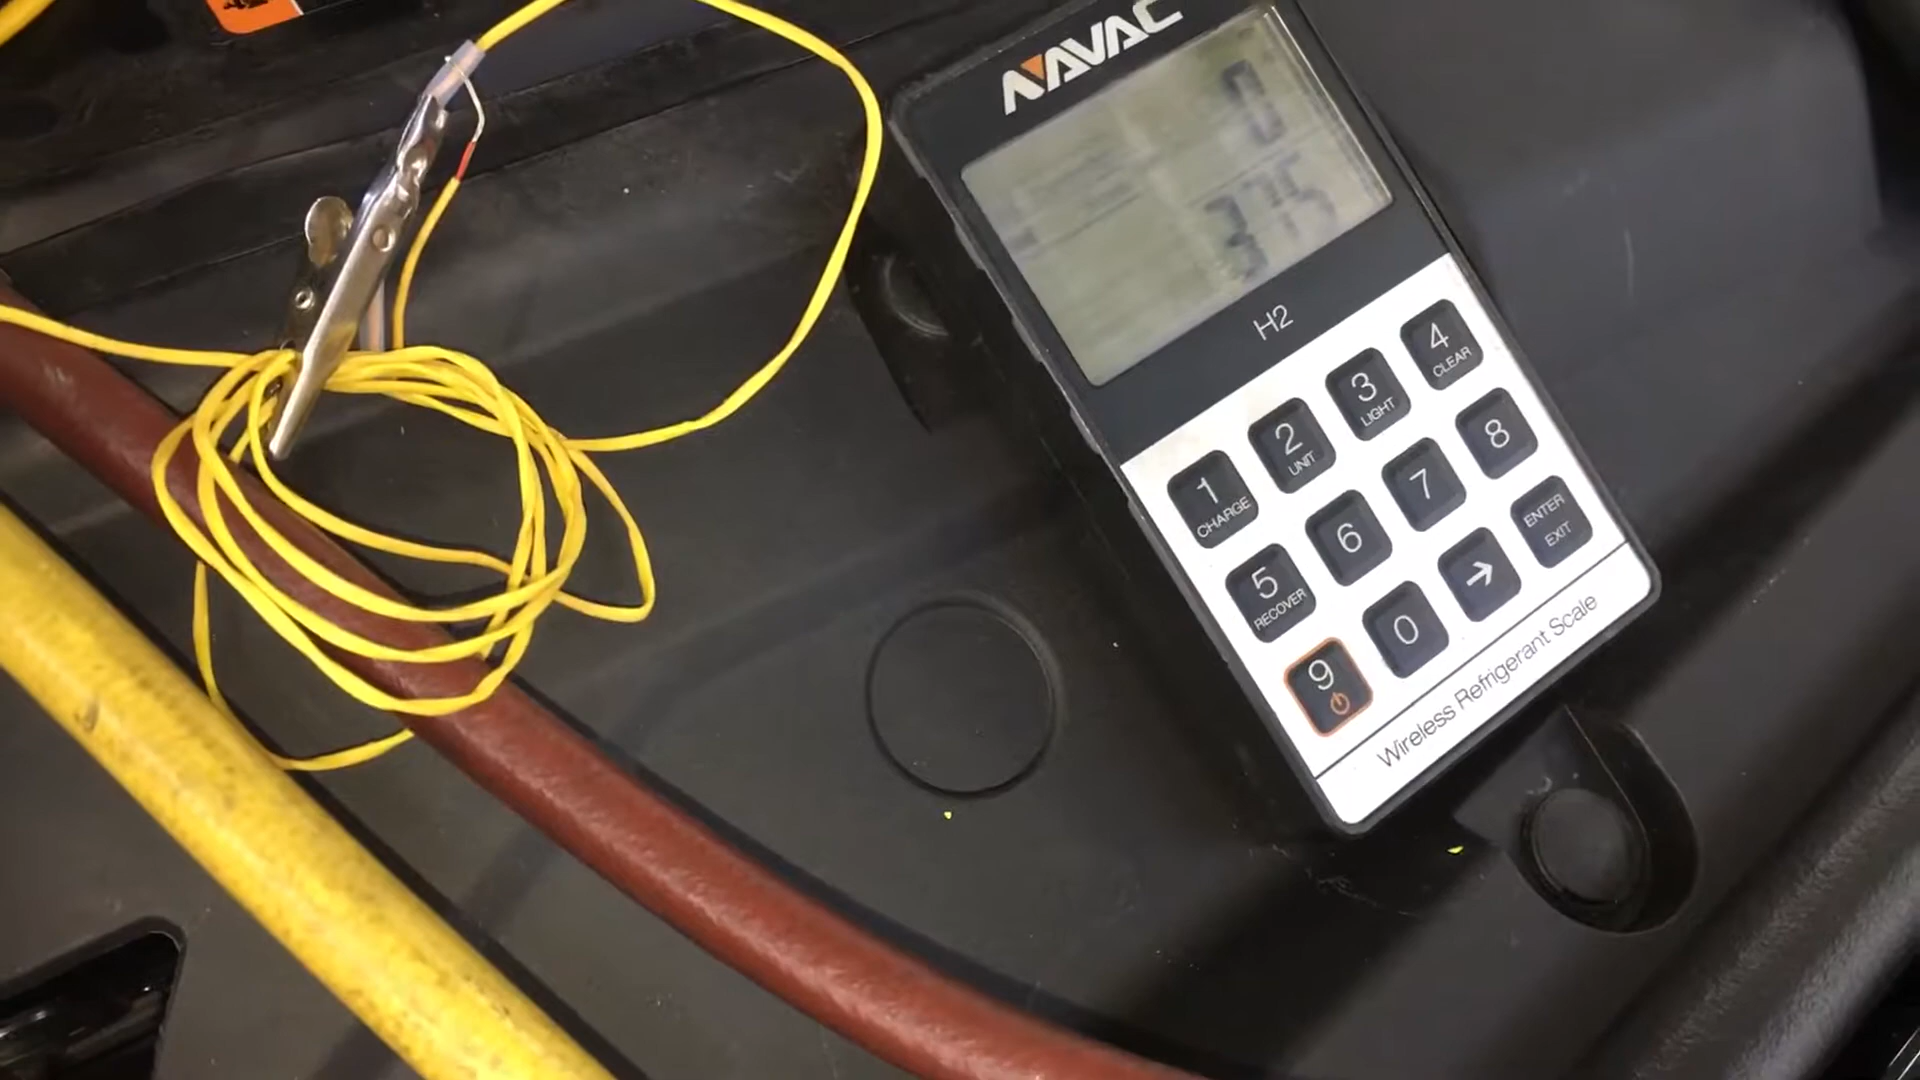 NAVAC
0
375
H2
1 2 3 4
CHARGE UNIT LIGHT CLEAR
5 6 7 8
RECOVER
9 0 → ENTER
EXIT
Wireless Refrigerant Scale